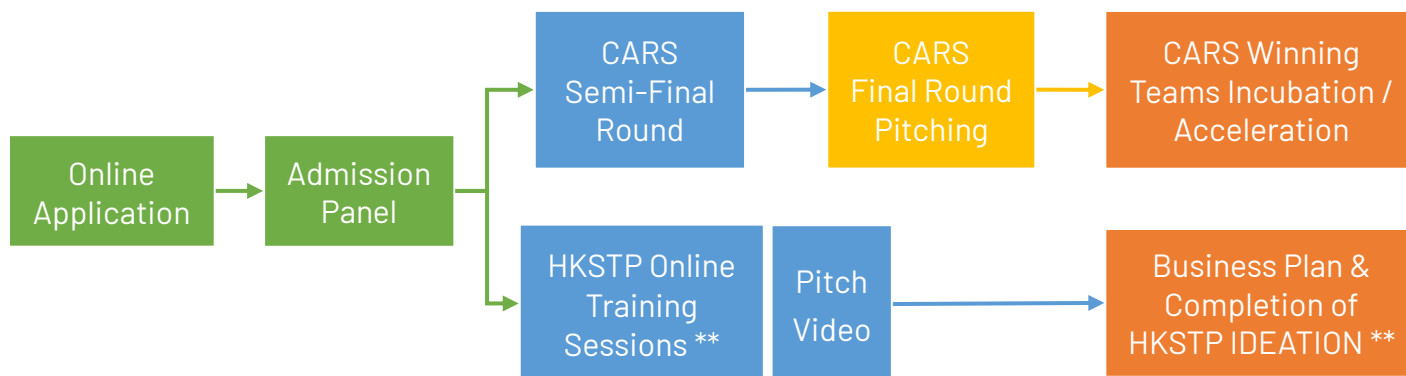 Online
Application
Admission
Panel
CARS
Semi-Final
Round
CARS
Final Round
Pitching
CARS Winning
Teams Incubation /
Acceleration
HKSTP Online
Training
Sessions **
Pitch
Video
Business Plan &
Completion of
HKSTP IDEATION **